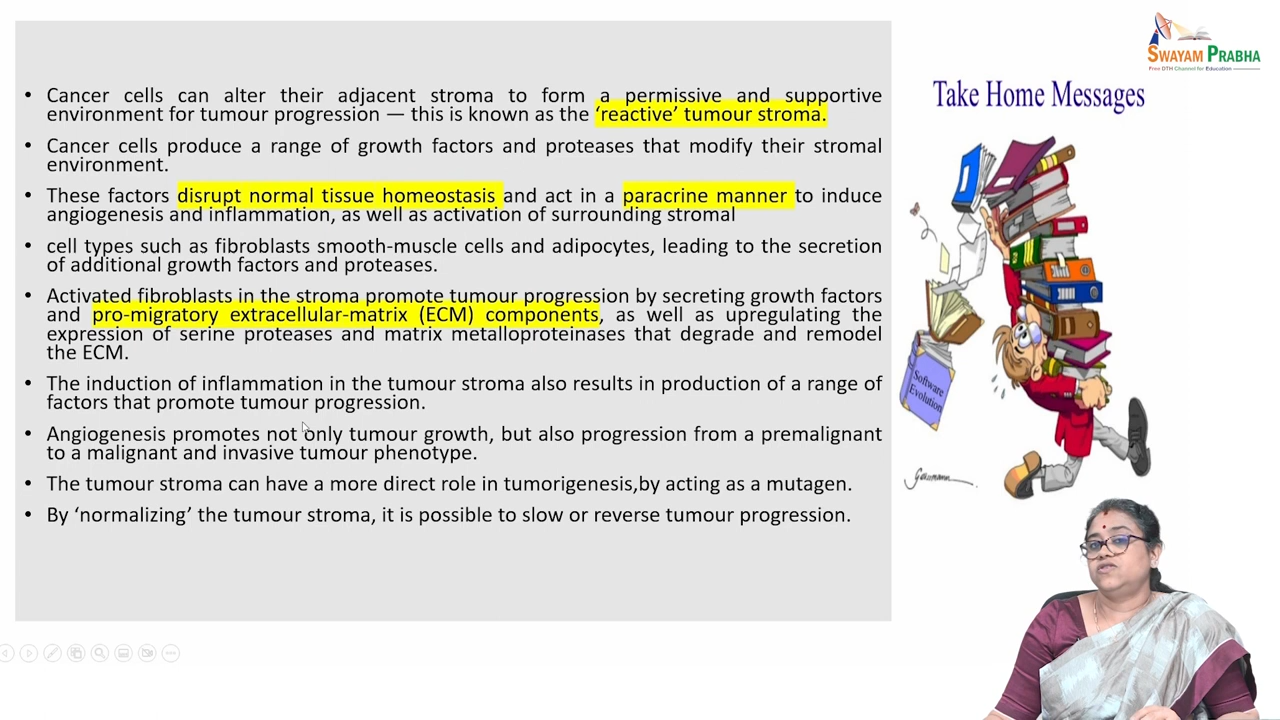 SWAYAM PRABHA
Free DTH Channel for Education
Take Home Messages
• Cancer cells can alter their adjacent stroma to form a permissive and supportive
environment for tumour progression — this is known as the ‘reactive’ tumour stroma.
• Cancer cells produce a range of growth factors and proteases that modify their stromal
environment.
• These factors disrupt normal tissue homeostasis and act in a paracrine manner to induce
angiogenesis and inflammation, as well as activation of surrounding stromal
• cell types such as fibroblasts smooth-muscle cells and adipocytes, leading to the secretion
of additional growth factors and proteases.
• Activated fibroblasts in the stroma promote tumour progression by secreting growth factors
and pro-migratory extracellular-matrix (ECM) components, as well as upregulating the
expression of serine proteases and matrix metalloproteinases that degrade and remodel
the ECM.
• The induction of inflammation in the tumour stroma also results in production of a range of
factors that promote tumour progression.
• Angiogenesis promotes not only tumour growth, but also progression from a premalignant
to a malignant and invasive tumour phenotype.
• The tumour stroma can have a more direct role in tumorigenesis,by acting as a mutagen.
• By ‘normalizing’ the tumour stroma, it is possible to slow or reverse tumour progression.
Software
Evolution